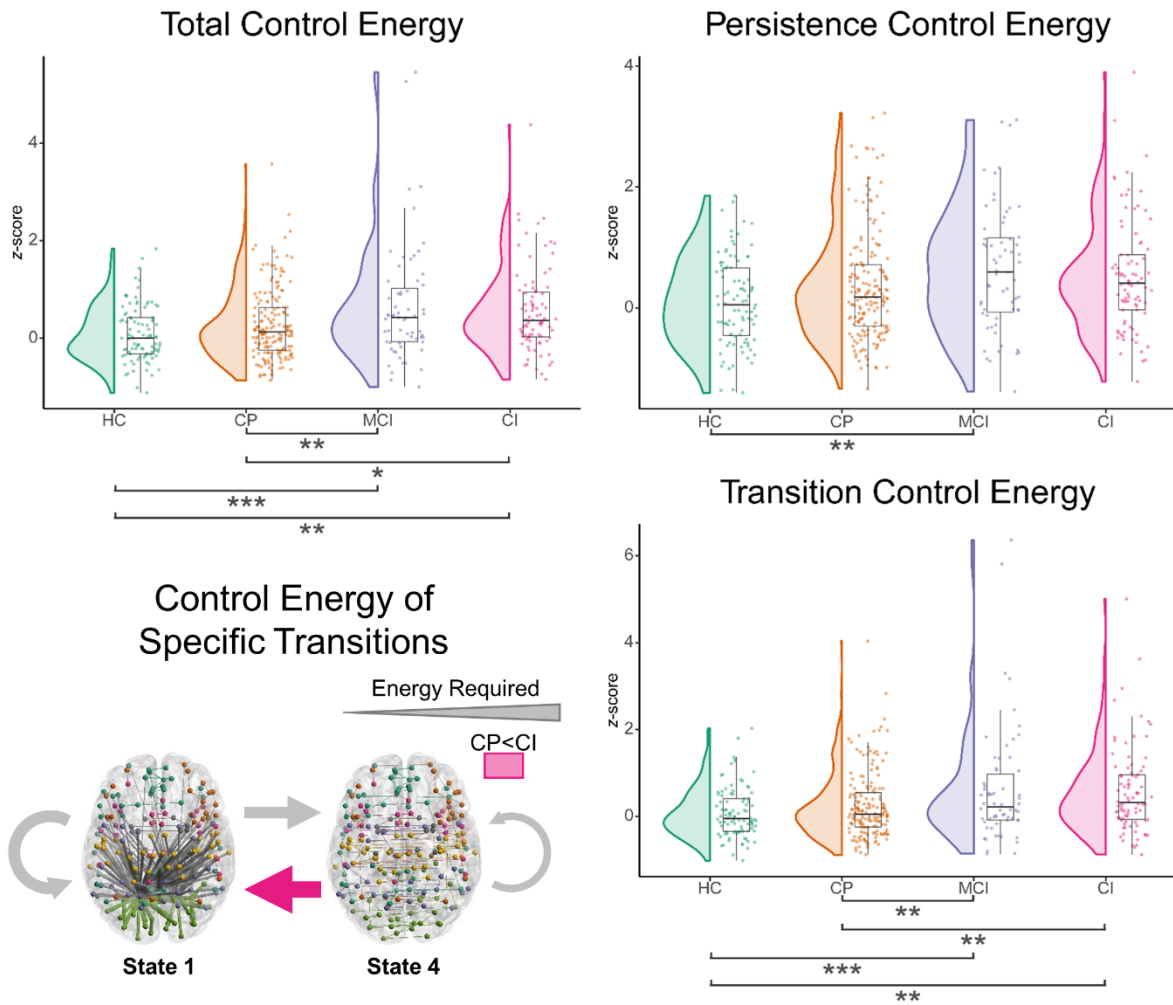 Total Control Energy
4
2
0
z-score
HC CP MCI CI
**
*
***
**
Persistence Control Energy
4
2
0
z-score
HC CP MCI CI
**
Control Energy of
Specific Transitions
Energy Required
CP<CI
State 1 State 4
Transition Control Energy
6
4
2
0
z-score
HC CP MCI CI
**
**
***
**